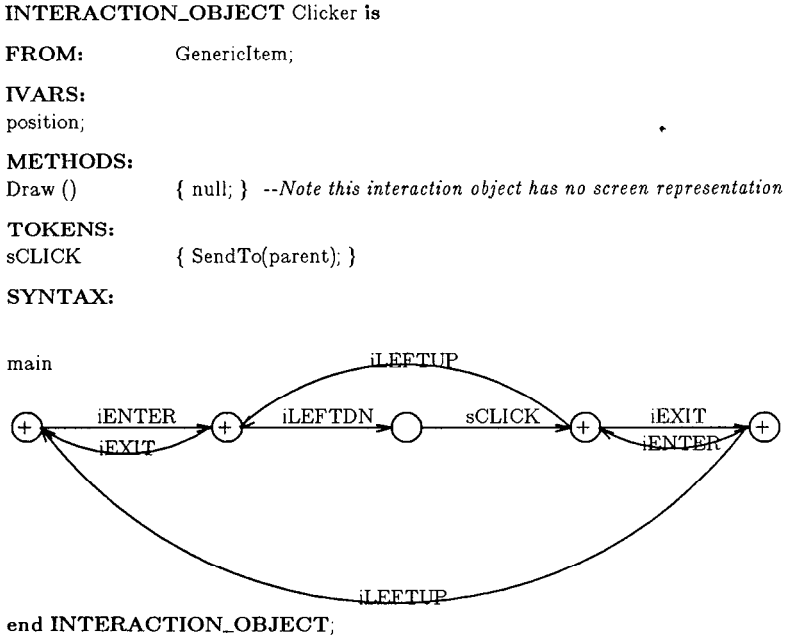 INTERACTION_OBJECT Clicker is
FROM: GenericItem;
IVARS:
position;
METHODS:
Draw () { null; } --Note this interaction object has no screen representation
TOKENS:
sCLICK { SendTo(parent); }
SYNTAX:
main
iLEFTUP
+ iENTER + iLEFTDN sCLICK + iEXIT +
iEXIT iENTER
iLEFTUP
end INTERACTION_OBJECT;